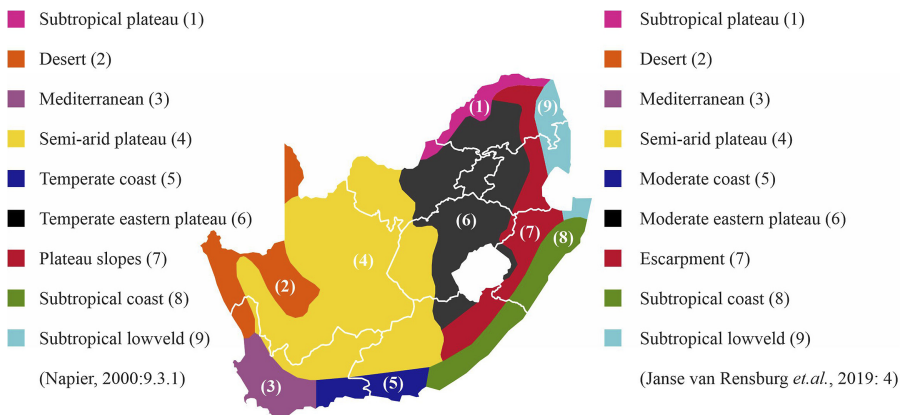 Subtropical plateau (1)
Desert (2)
Mediterranean (3)
Semi-arid plateau (4)
Temperate coast (5)
Temperate eastern plateau (6)
Plateau slopes (7)
Subtropical coast (8)
Subtropical lowveld (9)
(Napier, 2000:9.3.1)
(1)
(9)
(6)
(7)
(8)
(4)
(2)
(3)
(5)
Subtropical plateau (1)
Desert (2)
Mediterranean (3)
Semi-arid plateau (4)
Moderate coast (5)
Moderate eastern plateau (6)
Escarpment (7)
Subtropical coast (8)
Subtropical lowveld (9)
(Janse van Rensburg et.al., 2019: 4)